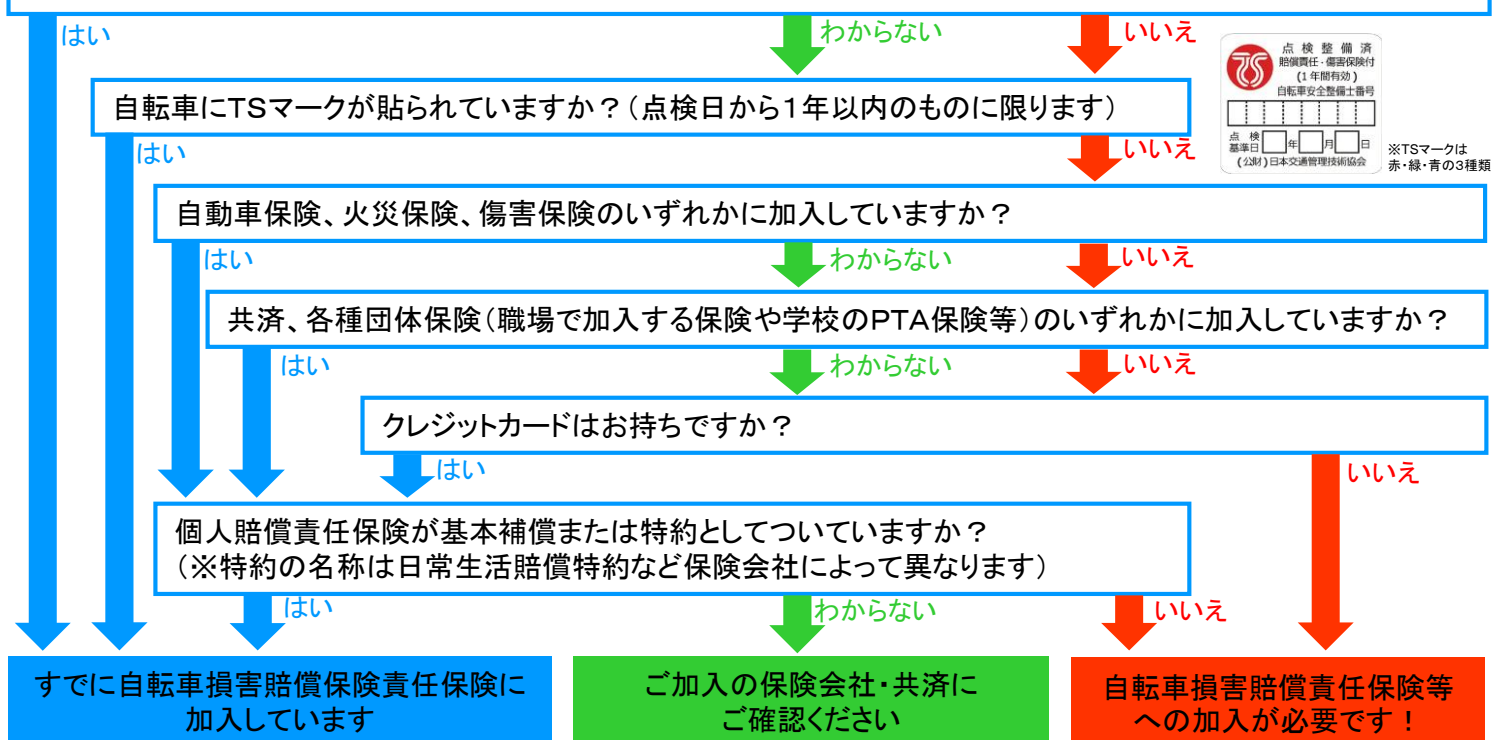 はい
わからない
いいえ
点検整備済
賠償責任・傷害保険付
(1年間有効)
自転車安全整備士番号
点検
基準日 年 月 日
(公財)日本交通管理技術協会
※TSマークは
赤・緑・青の3種類
自転車にTSマークが貼られていますか?(点検日から1年以内のものに限ります)
はい
いいえ
自動車保険、火災保険、傷害保険のいずれかに加入していますか?
はい
わからない
いいえ
共済、各種団体保険(職場で加入する保険や学校のPTA保険等)のいずれかに加入していますか?
はい
わからない
いいえ
クレジットカードはお持ちですか?
はい
いいえ
個人賠償責任保険が基本補償または特約としてついていますか?
(※特約の名称は日常生活賠償特約など保険会社によって異なります)
はい
わからない
いいえ
すでに自転車損害賠償保険責任保険に
加入しています
ご加入の保険会社・共済に
ご確認ください
自転車損害賠償責任保険等
への加入が必要です!